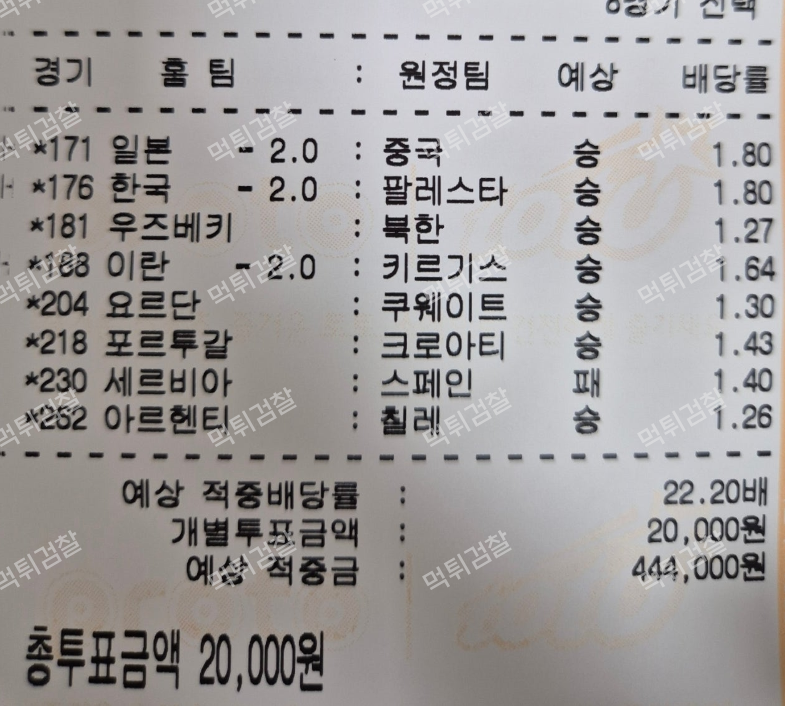 8경기 선택
경기 홈 팀 : 원정팀 예상 배당률
*171 일본 - 2.0 : 중국 승 1.80
*176 한국 - 2.0 : 팔레스타 승 1.80
*181 우즈베키 : 북한 승 1.27
*188 이란 - 2.0 : 키르기스 승 1.64
*204 요르단 : 쿠웨이트 승 1.30
*218 포르투갈 : 크로아티 승 1.43
*230 세르비아 : 스페인 패 1.40
*252 아르헨티 : 칠레 승 1.26
예상 적중배당률 : 22.20배
개별투표금액 : 20,000원
예상 적중금 : 444,000원
총투표금액 20,000원
먹튀검찰